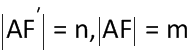 |AF'| = n,|AF| = m